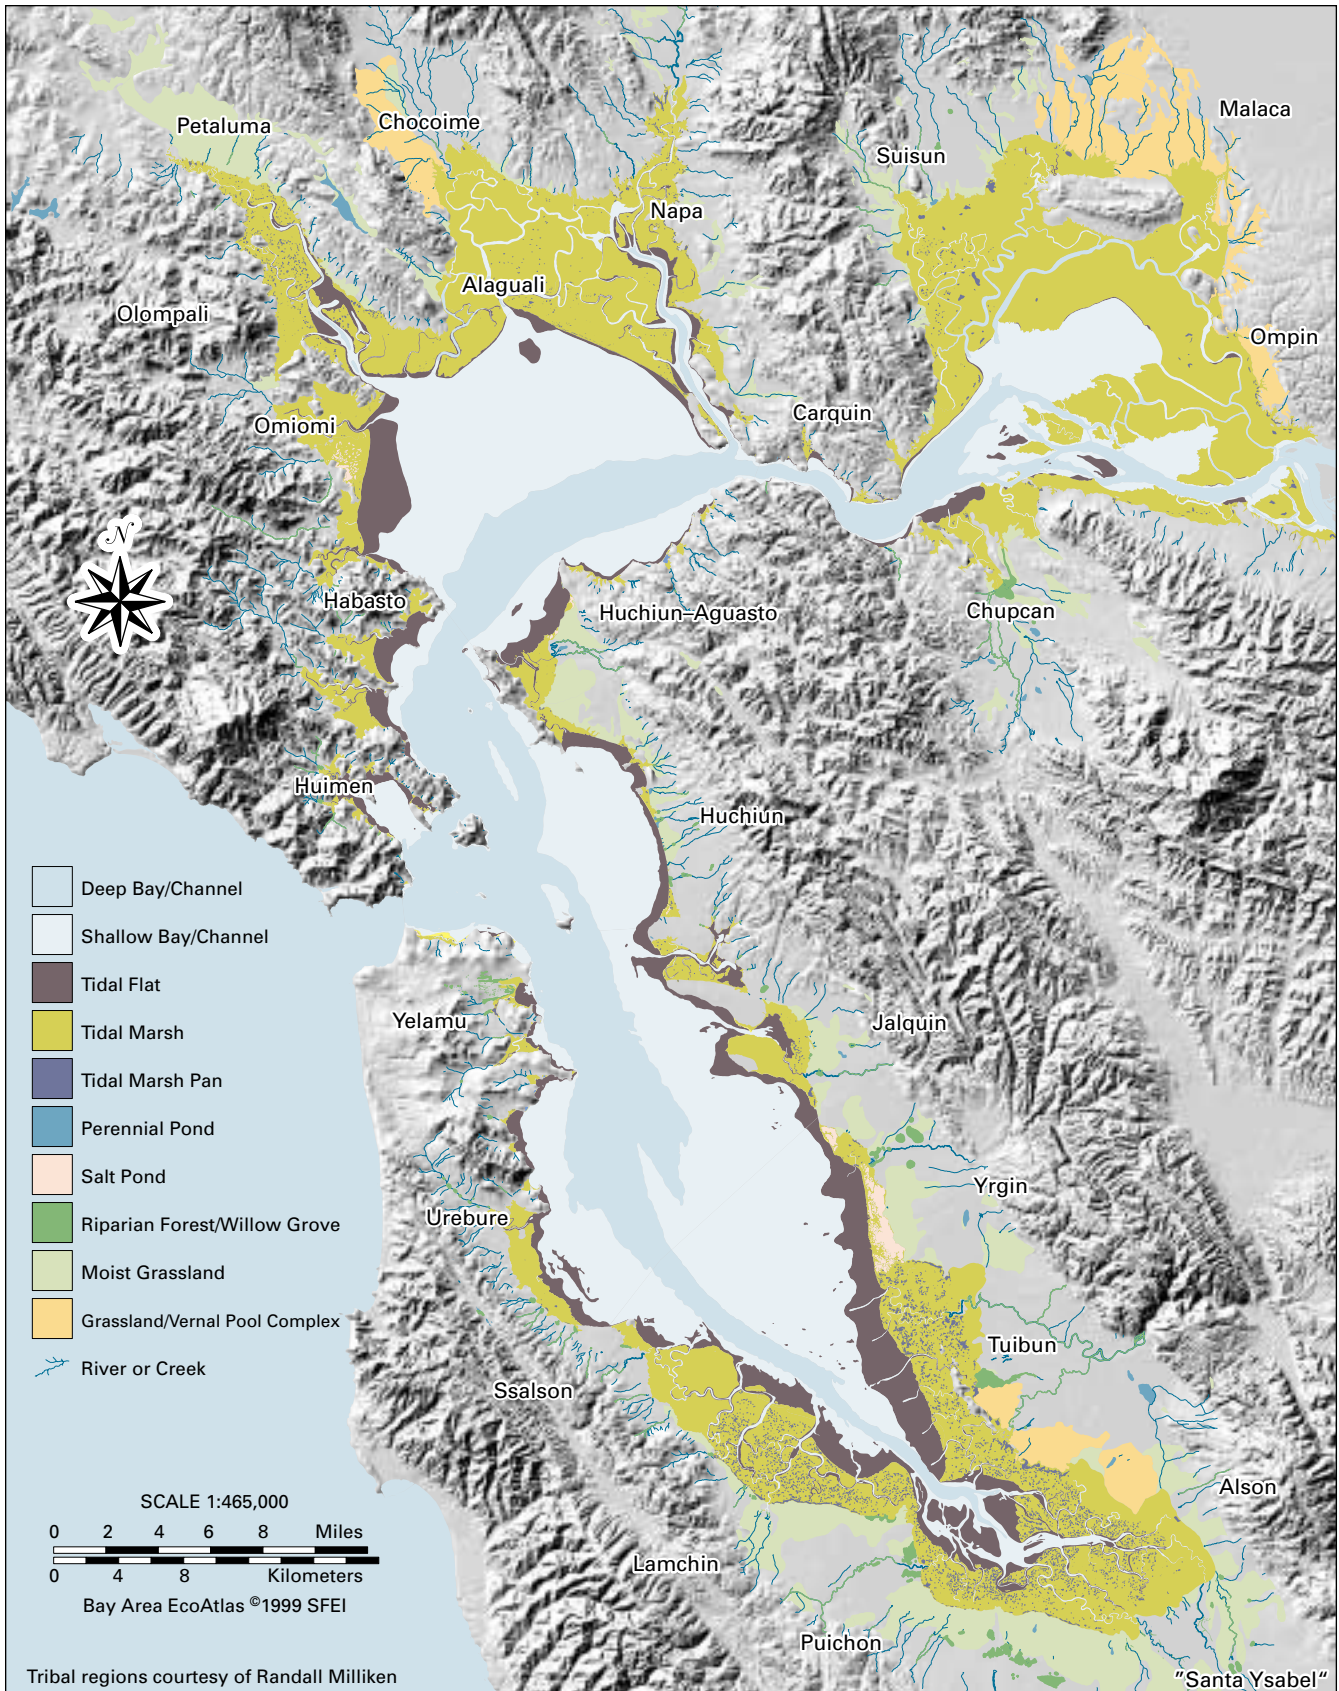 Malaca
Petaluma
Chocoime
Suisun
Napa
Alaguali
Olompali
Ompin
Carquin
Omiomi
N
Habasto
Huchiun–Aguasto
Chupcan
Huimen
Huchiun
Deep Bay/Channel
Shallow Bay/Channel
Tidal Flat
Tidal Marsh
Tidal Marsh Pan
Perennial Pond
Salt Pond
Riparian Forest/Willow Grove
Moist Grassland
Grassland/Vernal Pool Complex
River or Creek
Yelamu
Jalquin
Yrgin
Urebure
Tuibun
Ssalson
Alson
Lamchin
Puichon
"Santa Ysabel"
SCALE 1:465,000
0 2 4 6 8 Miles
0 4 8 Kilometers
Bay Area EcoAtlas ©1999 SFEI
Tribal regions courtesy of Randall Milliken